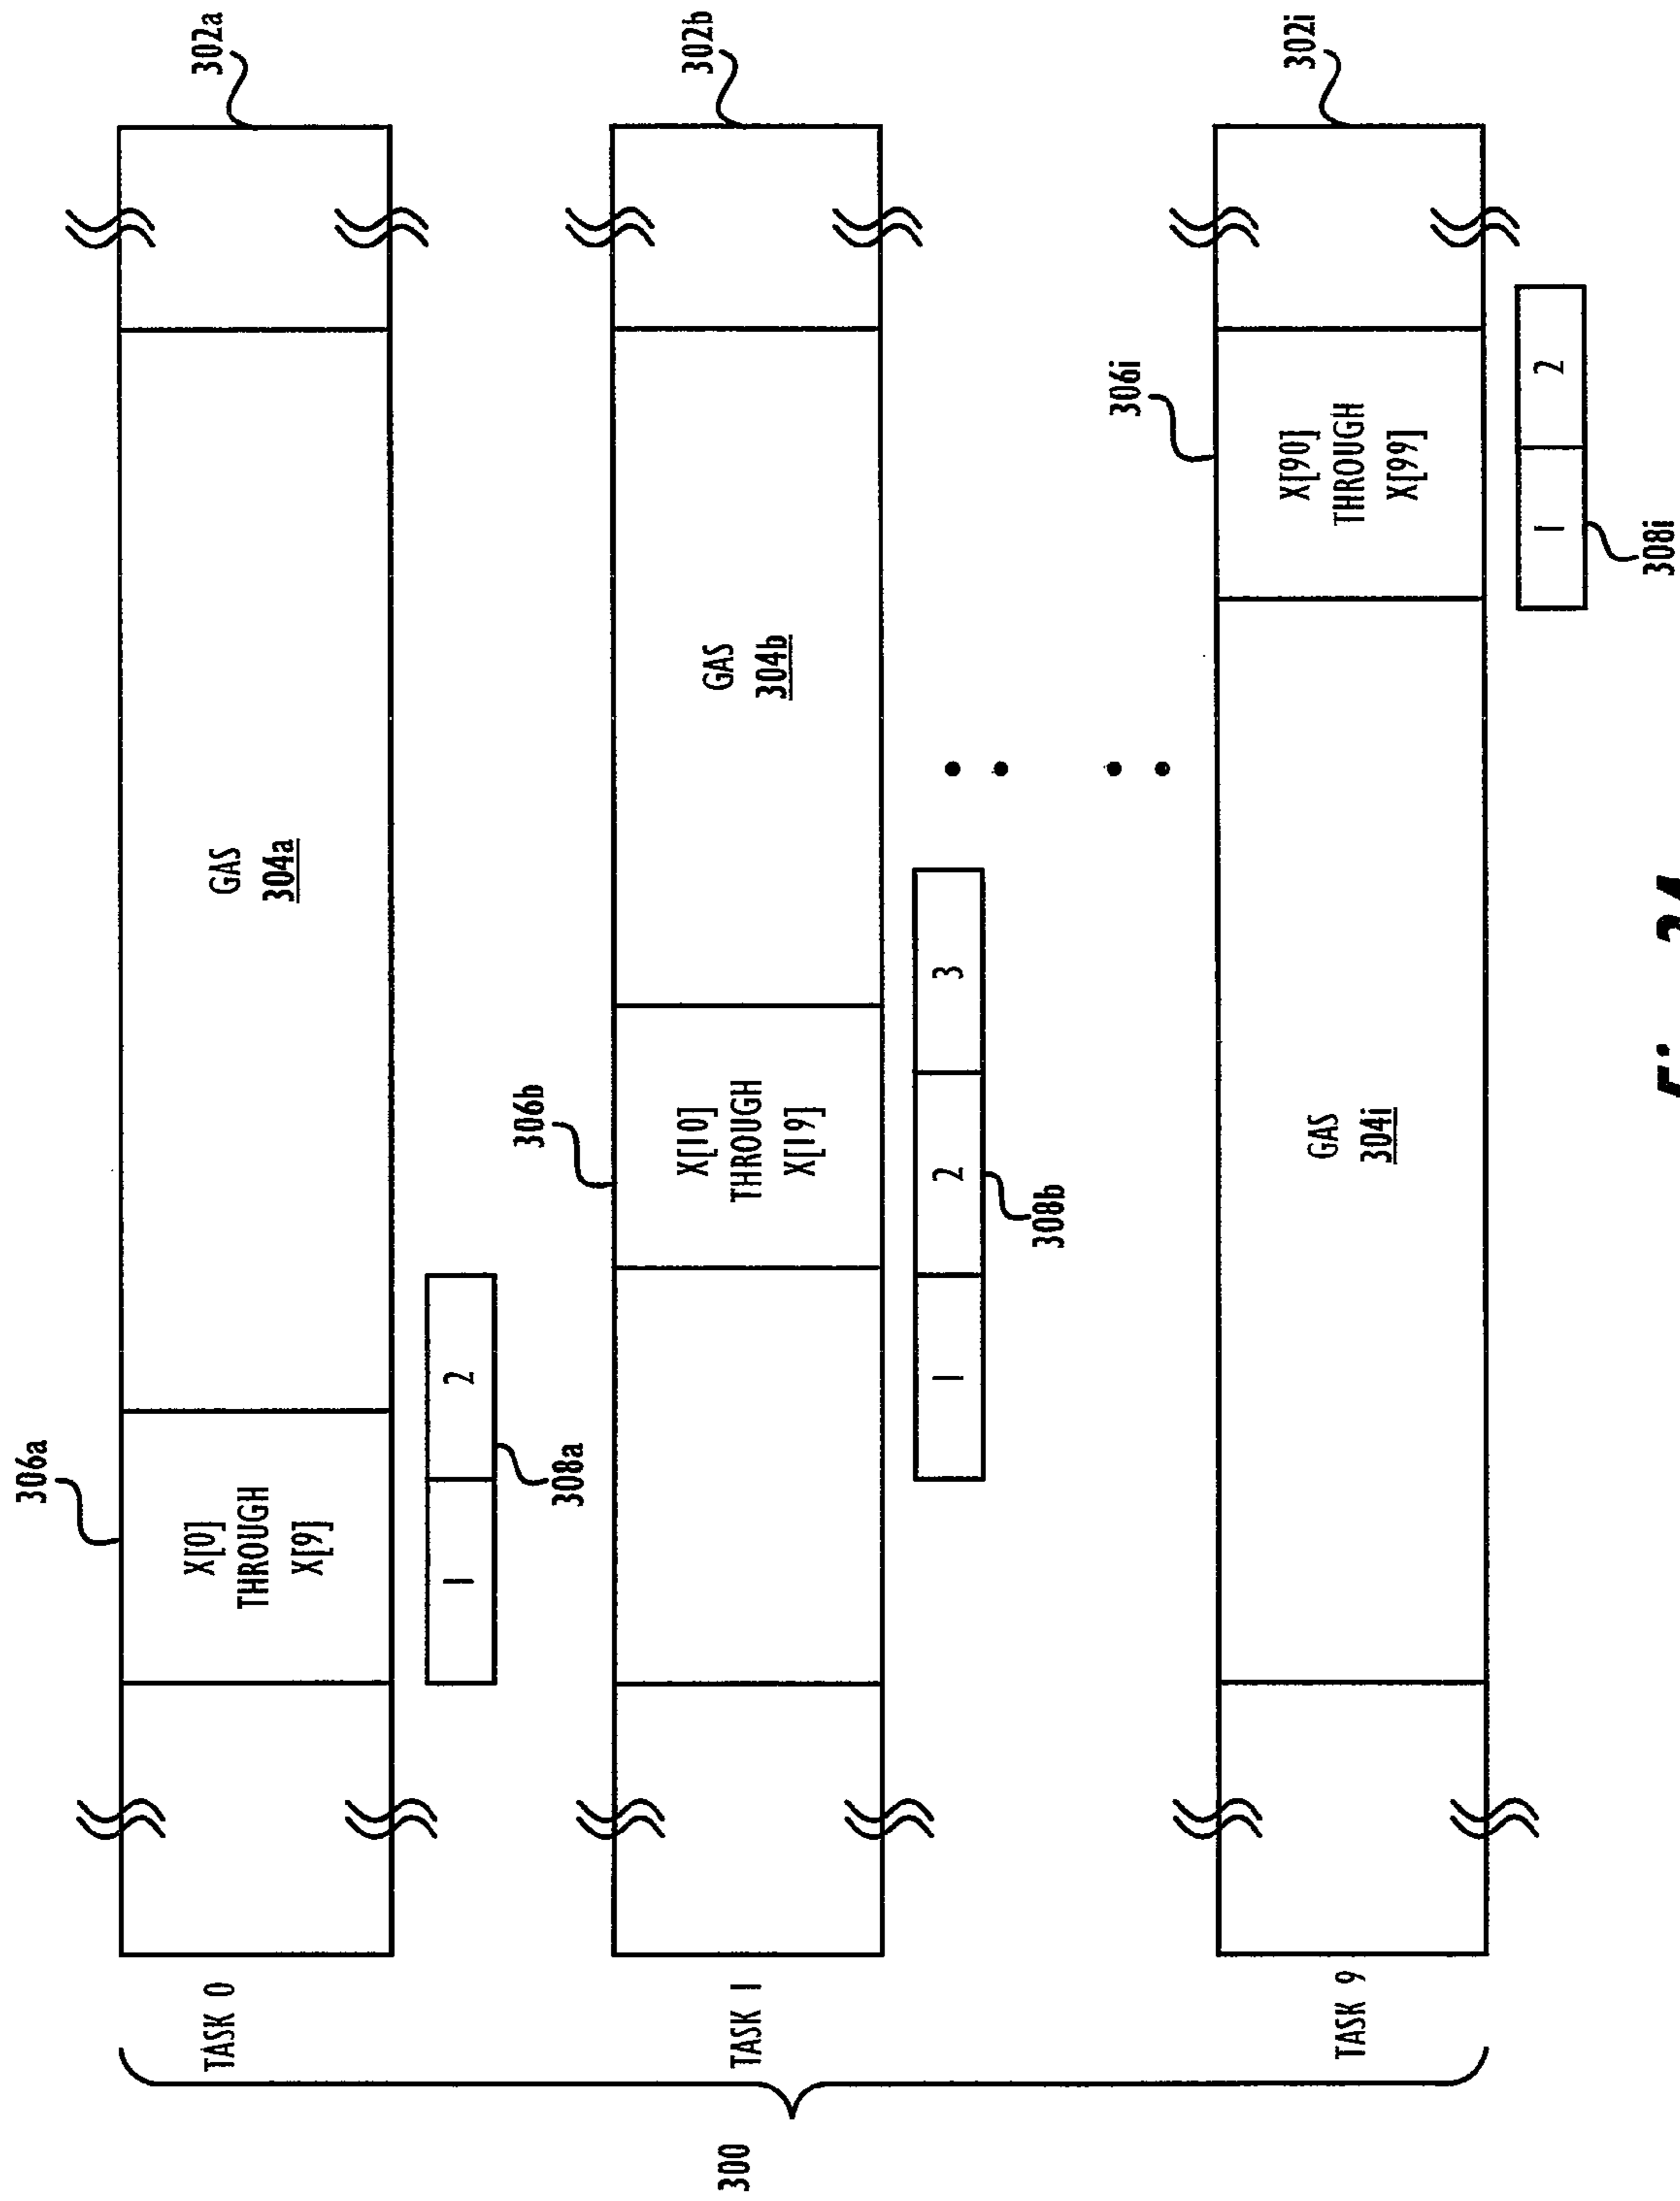 306a
302a
TASK 0
X[0]
THROUGH
X[9]
GAS
304a
1
2
308a
306b
302b
300
TASK 1
X[10]
THROUGH
X[19]
GAS
304b
1
2
3
308b
306i
302i
TASK 9
GAS
304i
X[90]
THROUGH
X[99]
1
2
308i